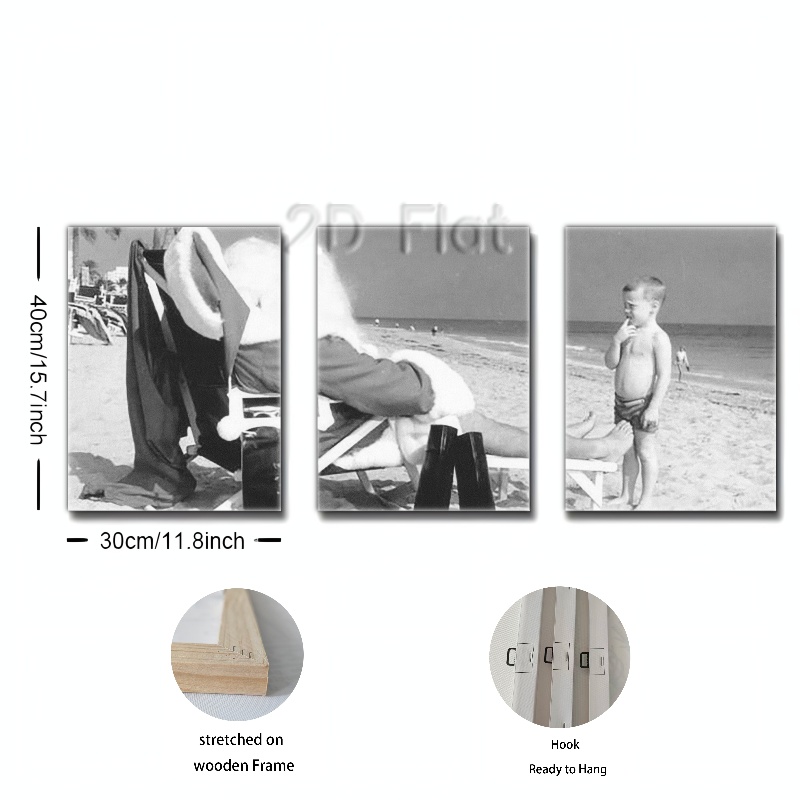 2D Flat
40cm/15.7inch
30cm/11.8inch
stretched on
wooden Frame
Hook
Ready to Hang